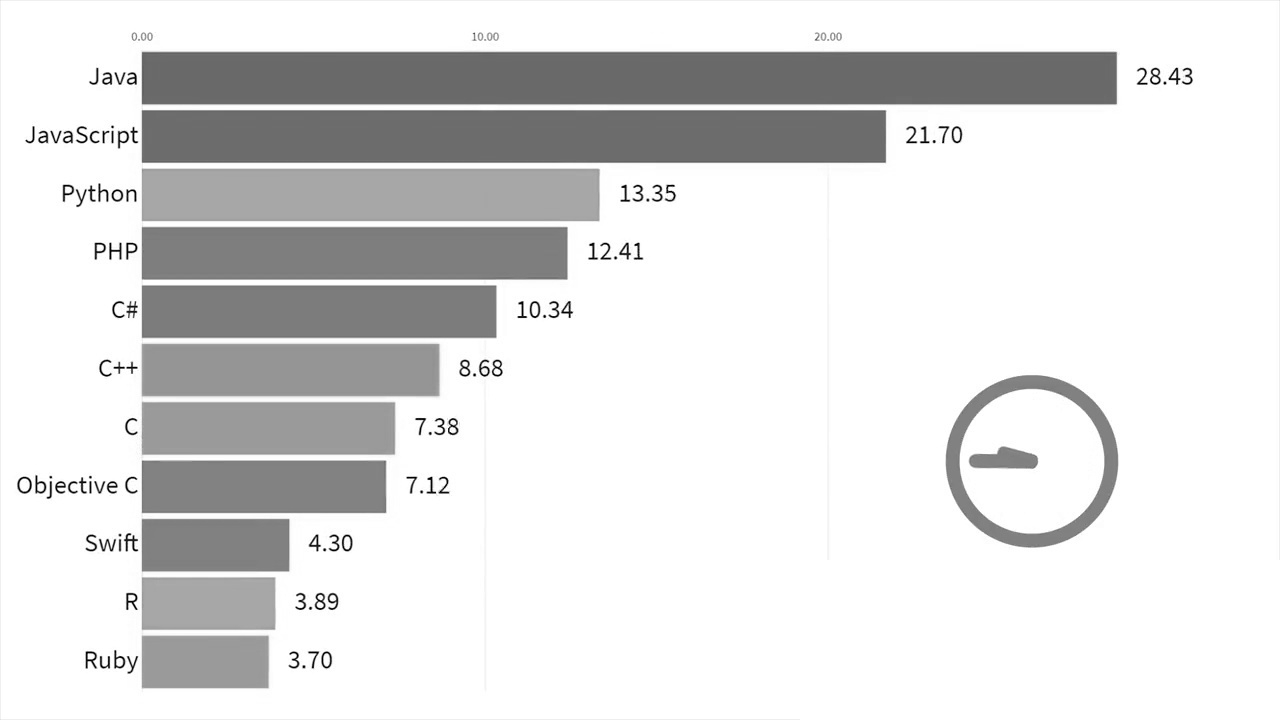 0.00 10.00 20.00
Java 28.43
JavaScript 21.70
Python 13.35
PHP 12.41
C# 10.34
C++ 8.68
C 7.38
Objective C 7.12
Swift 4.30
R 3.89
Ruby 3.70